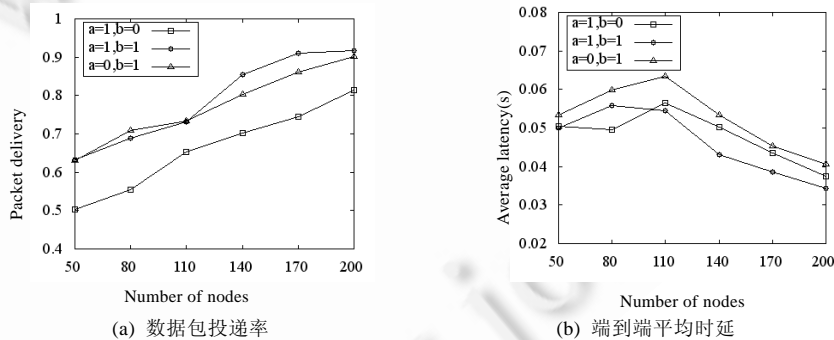 1
0.9
0.8
0.7
0.6
0.5
0.4
Packet delivery
a=1,b=0
a=1,b=1
a=0,b=1
50 80 110 140 170 200
Number of nodes
(a) 数据包投递率
0.08
0.07
0.06
0.05
0.04
0.03
0.02
Average latency(s)
a=1,b=0
a=1,b=1
a=0,b=1
50 80 110 140 170 200
Number of nodes
(b) 端到端平均时延